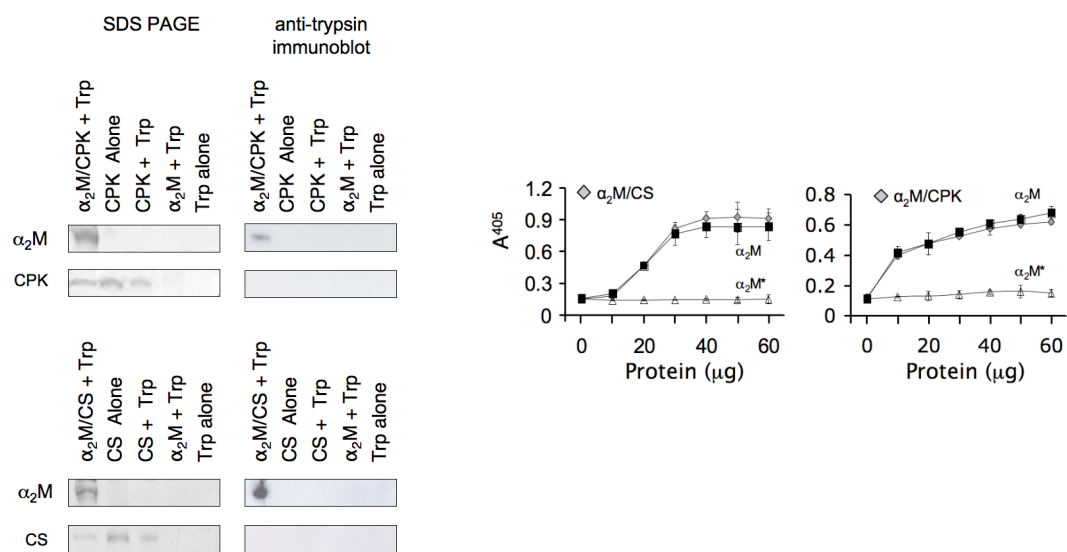 SDS PAGE
anti-trypsin
immunoblot
α₂M/CPK + Trp
CPK Alone
CPK + Trp
α₂M + Trp
Trp alone
α₂M/CPK + Trp
CPK Alone
CPK + Trp
α₂M + Trp
Trp alone
α₂M
CPK
α₂M/CS + Trp
CS Alone
CS + Trp
α₂M + Trp
Trp alone
α₂M/CS + Trp
CS Alone
CS + Trp
α₂M + Trp
Trp alone
α₂M
CS
α₂M/CS
1.2
0.9
0.6
0.3
0
A⁴⁰⁵
α₂M
α₂M*
0 20 40 60
Protein (μg)
α₂M/CPK
0.8
0.6
0.4
0.2
0
α₂M
α₂M*
0 20 40 60
Protein (μg)